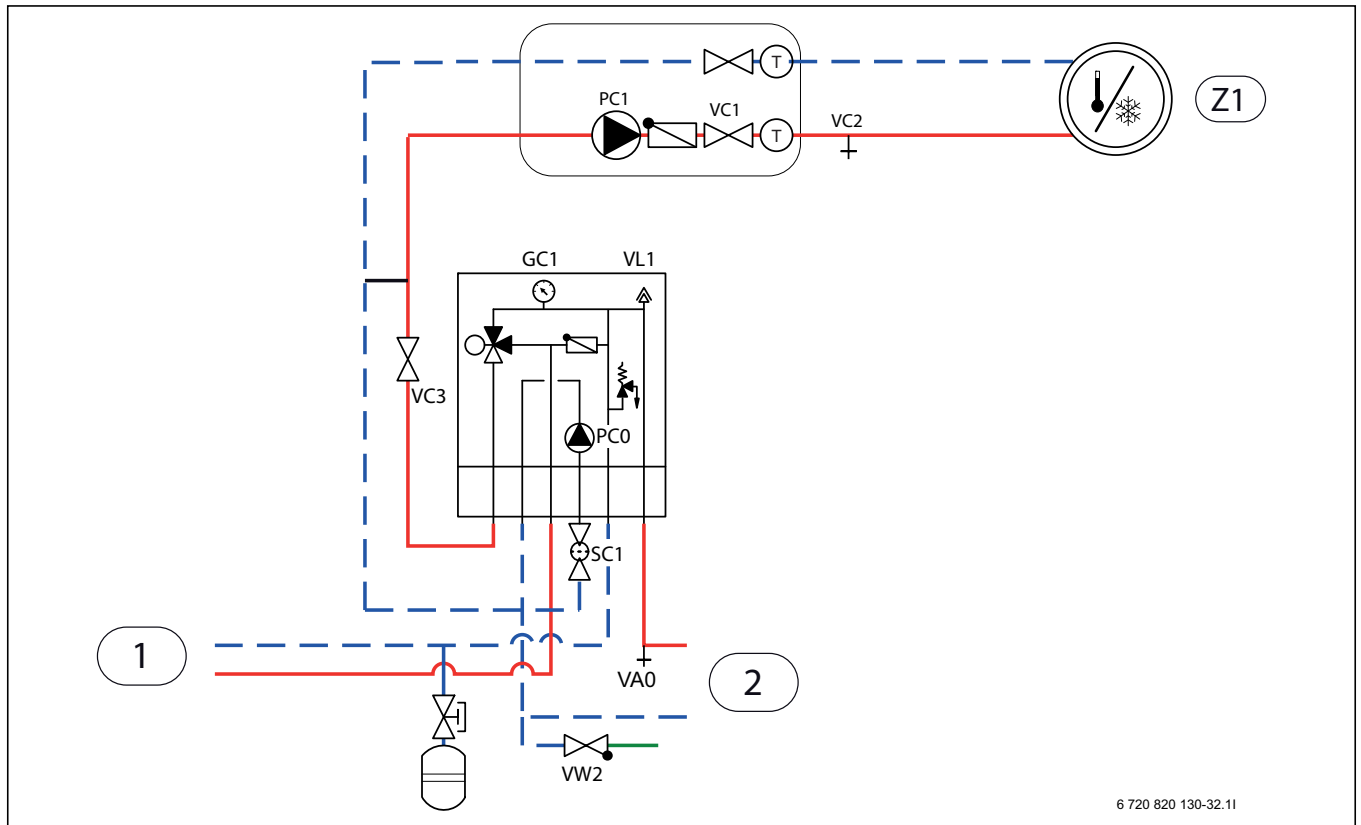 T
PC1
VC1
T
VC2
Z1
GC1
VL1
VC3
PC0
SC1
1
VA0
2
VW2
6 720 820 130-32.1I